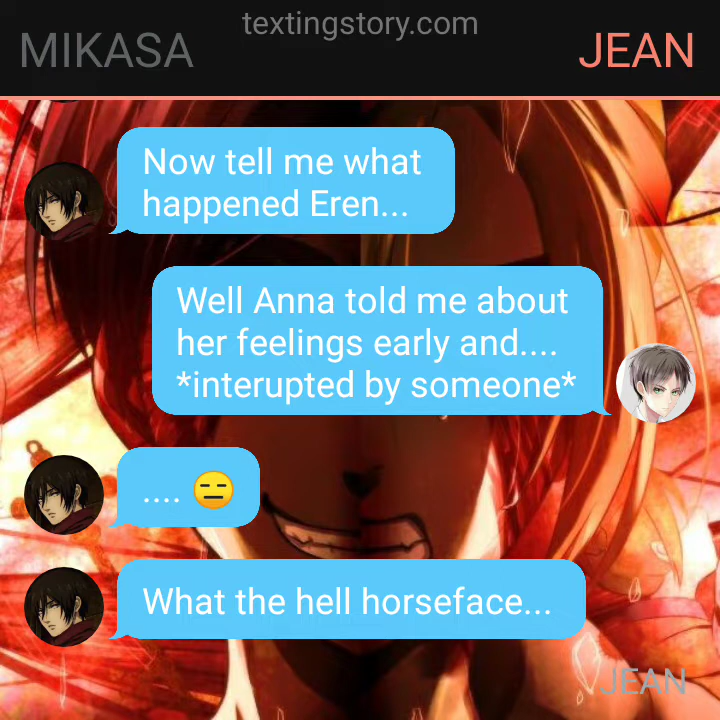 textingstory.com
MIKASA
JEAN
Now tell me what
happened Eren...
Well Anna told me about
her feelings early and....
*interupted by someone*
.... 😑
What the hell horseface...
JEAN